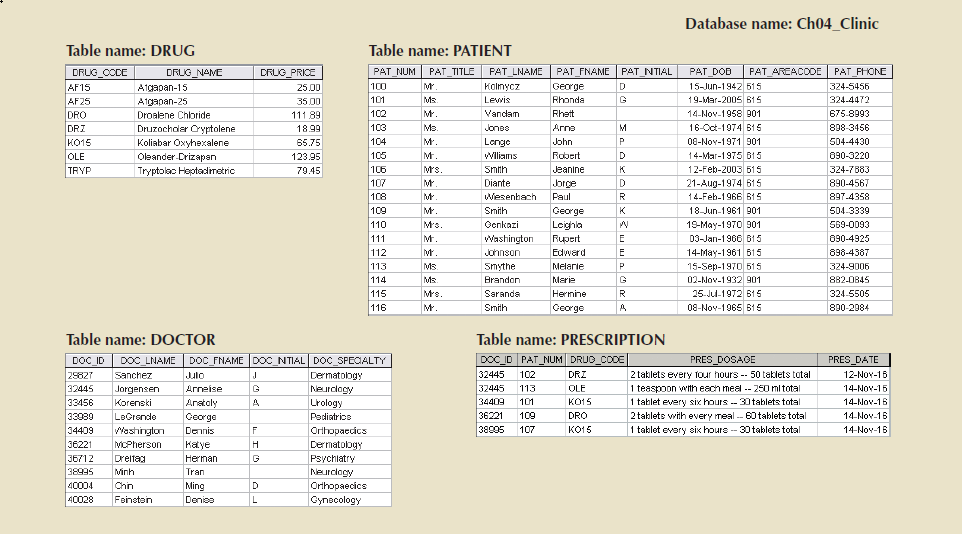 Database name: Ch04_Clinic
Table name: DRUG
DRUG_CODE DRUG_NAME DRUG_PRICE
AF15 Afgapan-15 25.00
AF25 Afgapan-25 35.00
DRO Droalene Chloride 111.89
DRZ Druzocholar Cryptolene 18.99
KO15 Koliabar Oxyhexalene 65.75
OLE Oleander-Drizapan 123.95
TRYP Tryptolac Heptadimetric 79.45
Table name: PATIENT
PAT_NUM PAT_TITLE PAT_LNAME PAT_FNAME PAT_INITIAL PAT_DOB PAT_AREACODE PAT_PHONE
100 Mr. Kolmycz George D 15-Jun-1942 615 324-5456
101 Ms. Lewis Rhonda G 19-Mar-2005 615 324-4472
102 Mr. Vandam Rhett 14-Nov-1958 901 675-8993
103 Ms. Jones Anne M 16-Oct-1974 615 898-3456
104 Mr. Lange John P 08-Nov-1971 901 504-4430
105 Mr. Williams Robert D 14-Mar-1975 615 890-3220
106 Mrs. Smith Jeanine K 12-Feb-2003 615 324-7883
107 Mr. Diante Jorge D 21-Aug-1974 615 890-4567
108 Mr. Wiesenbach Paul R 14-Feb-1966 615 897-4358
109 Mr. Smith George K 18-Jun-1961 901 504-3339
110 Mrs. Genkazi Leighla W 19-May-1970 901 569-0093
111 Mr. Washington Rupert E 03-Jan-1966 615 890-4925
112 Mr. Johnson Edward E 14-May-1961 615 898-4387
113 Ms. Smythe Melanie P 15-Sep-1970 615 324-9006
114 Ms. Brandon Marie G 02-Nov-1932 901 882-0845
115 Mrs. Saranda Hermine R 25-Jul-1972 615 324-5505
116 Mr. Smith George A 08-Nov-1965 615 890-2984
Table name: DOCTOR
DOC_ID DOC_LNAME DOC_FNAME DOC_INITIAL DOC_SPECIALTY
29827 Sanchez Julio J Dermatology
32445 Jorgensen Annelise G Neurology
33456 Korenski Anatoly A Urology
33989 LeGrande George Pediatrics
34409 Washington Dennis F Orthopaedics
36221 McPherson Katye H Dermatology
36712 Dreifag Herman G Psychiatry
38995 Minh Tran Neurology
40004 Chin Ming D Orthopaedics
40028 Feinstein Denise L Gynecology
Table name: PRESCRIPTION
DOC_ID PAT_NUM DRUG_CODE PRES_DOSAGE PRES_DATE
32445 102 DRZ 2 tablets every four hours -- 50 tablets total 12-Nov-16
32445 113 OLE 1 teaspoon with each meal -- 250 ml total 14-Nov-16
34409 101 KO15 1 tablet every six hours -- 30 tablets total 14-Nov-16
36221 109 DRO 2 tablets with every meal -- 60 tablets total 14-Nov-16
38995 107 KO15 1 tablet every six hours -- 30 tablets total 14-Nov-16